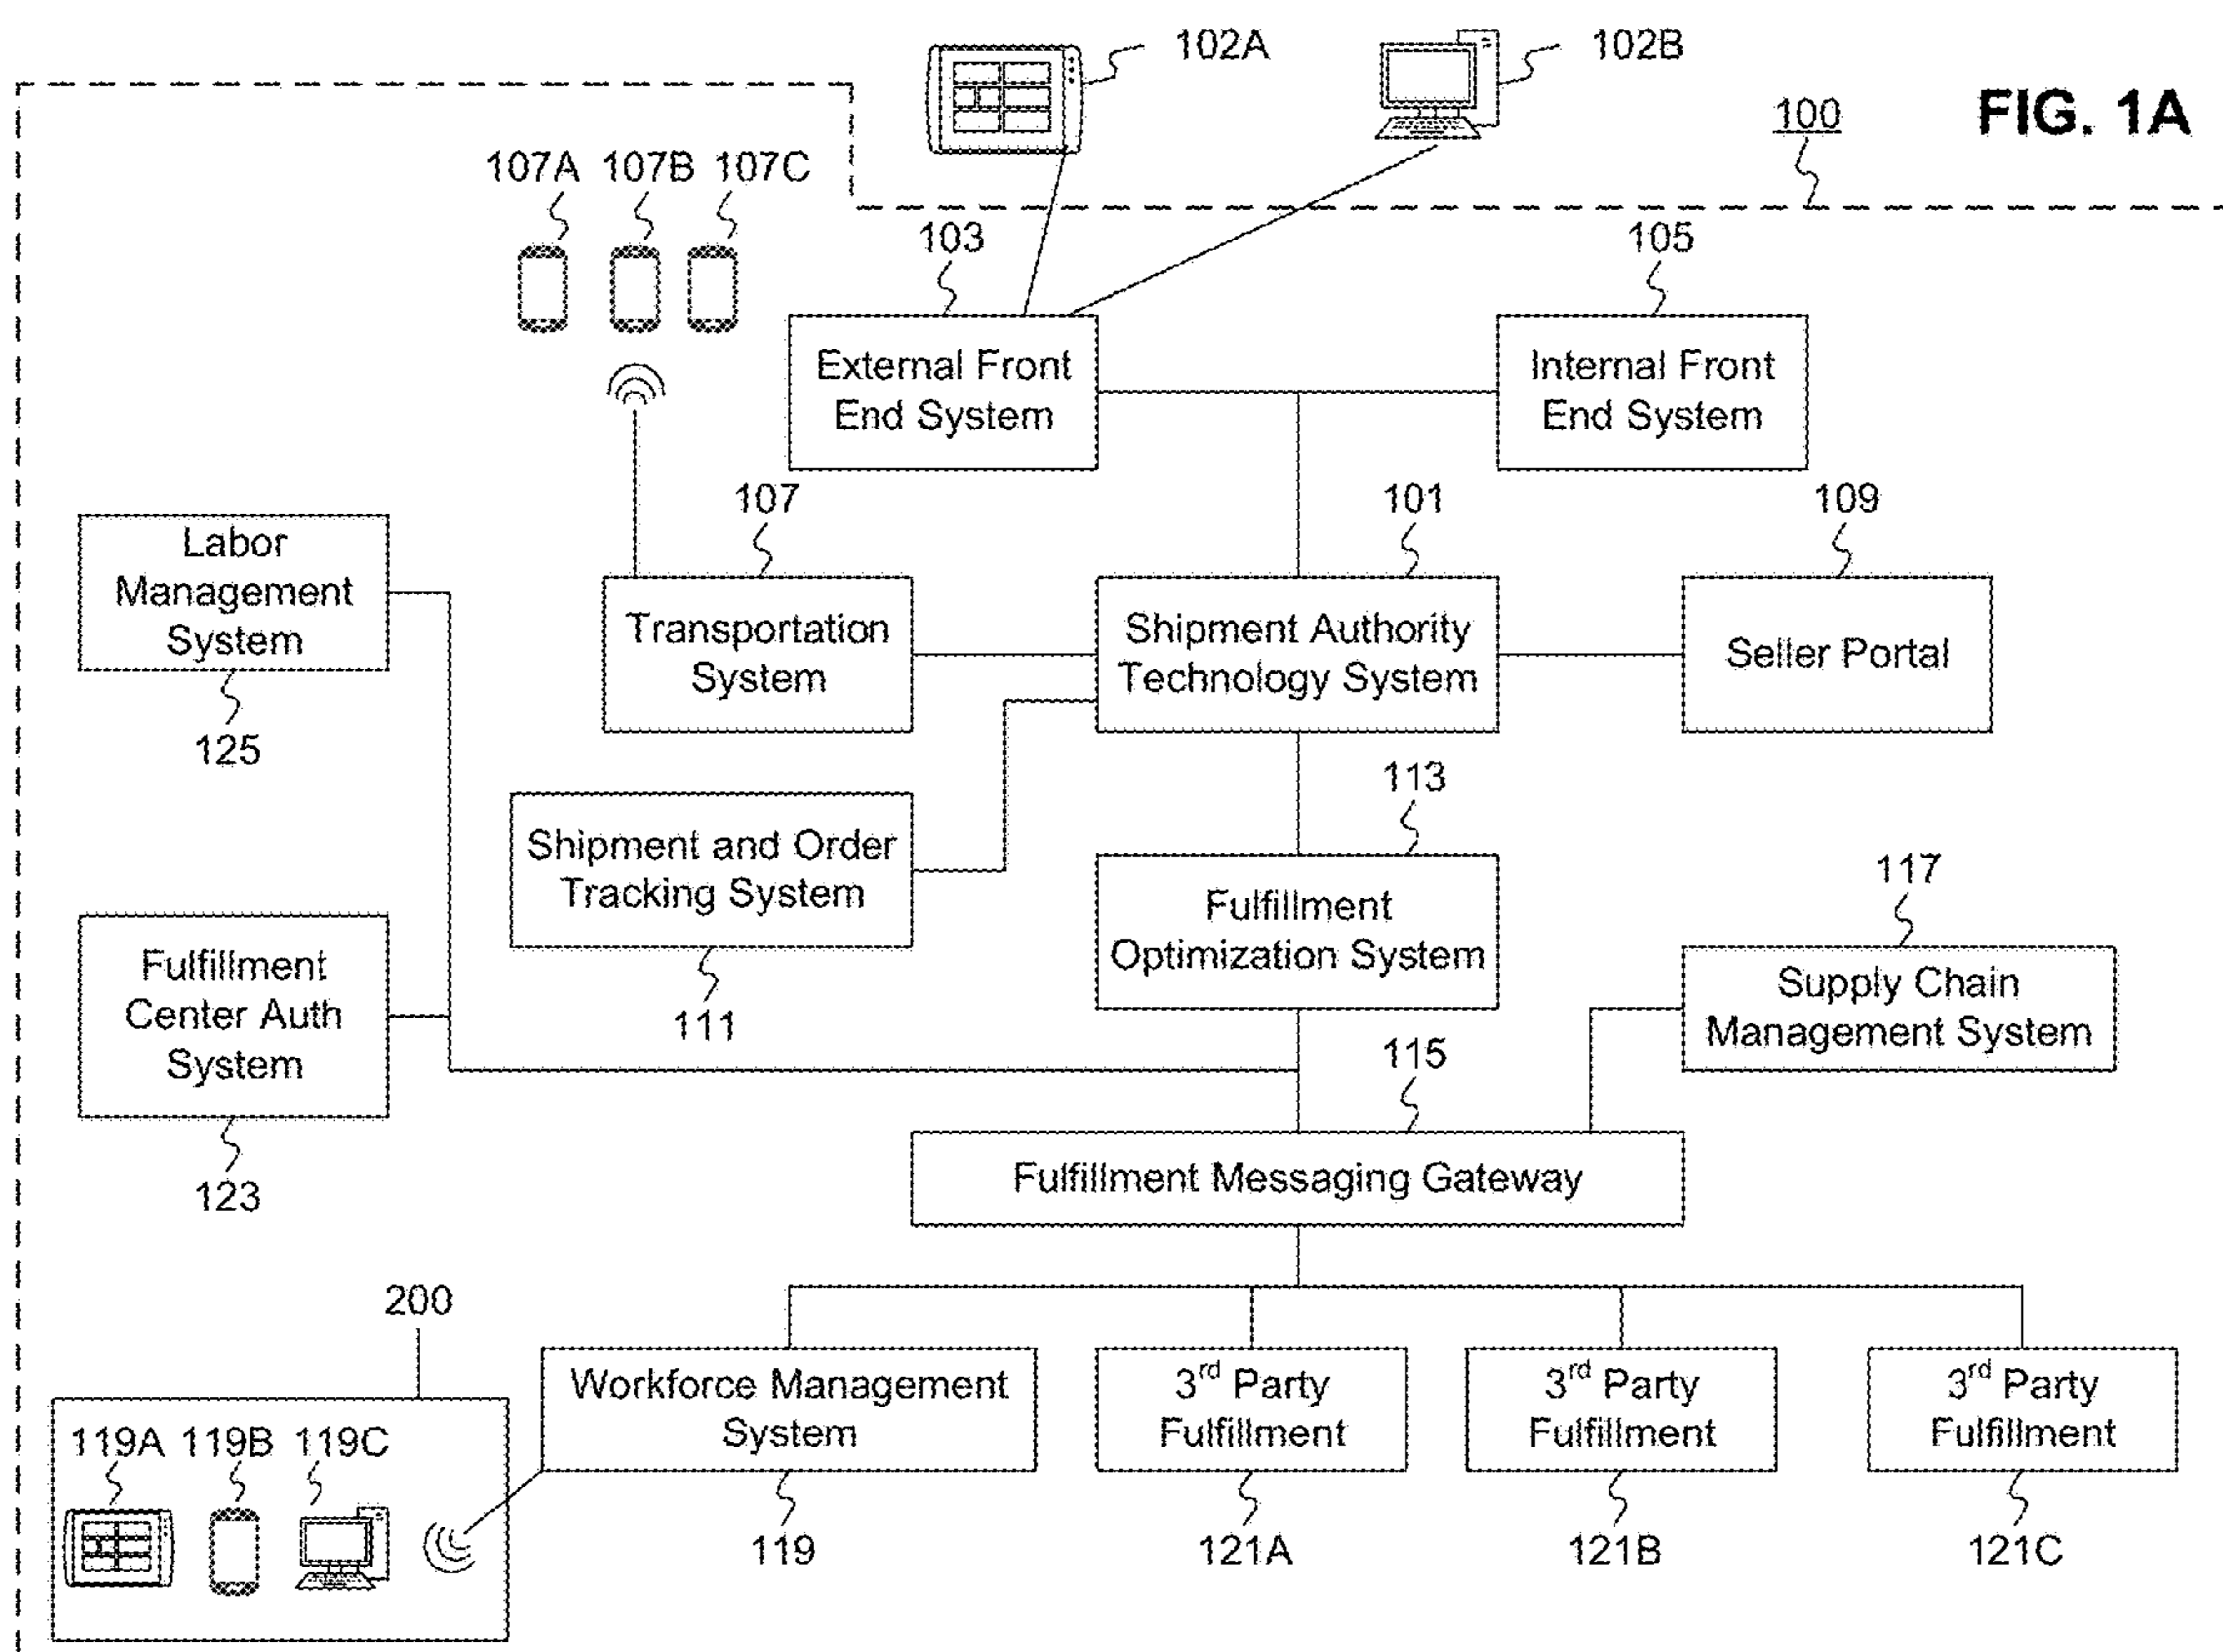 102A
102B
FIG. 1A
100
107A 107B 107C
103
105
External Front
End System
Internal Front
End System
107
101
109
Labor
Management
System
Transportation
System
Shipment Authority
Technology System
Seller Portal
125
113
Shipment and Order
Tracking System
117
Fulfillment
Optimization System
Fulfillment
Center Auth
System
Supply Chain
Management System
111
115
123
Fulfillment Messaging Gateway
200
Workforce Management
System
3rd Party
Fulfillment
3rd Party
Fulfillment
3rd Party
Fulfillment
119A 119B 119C
119
121A
121B
121C